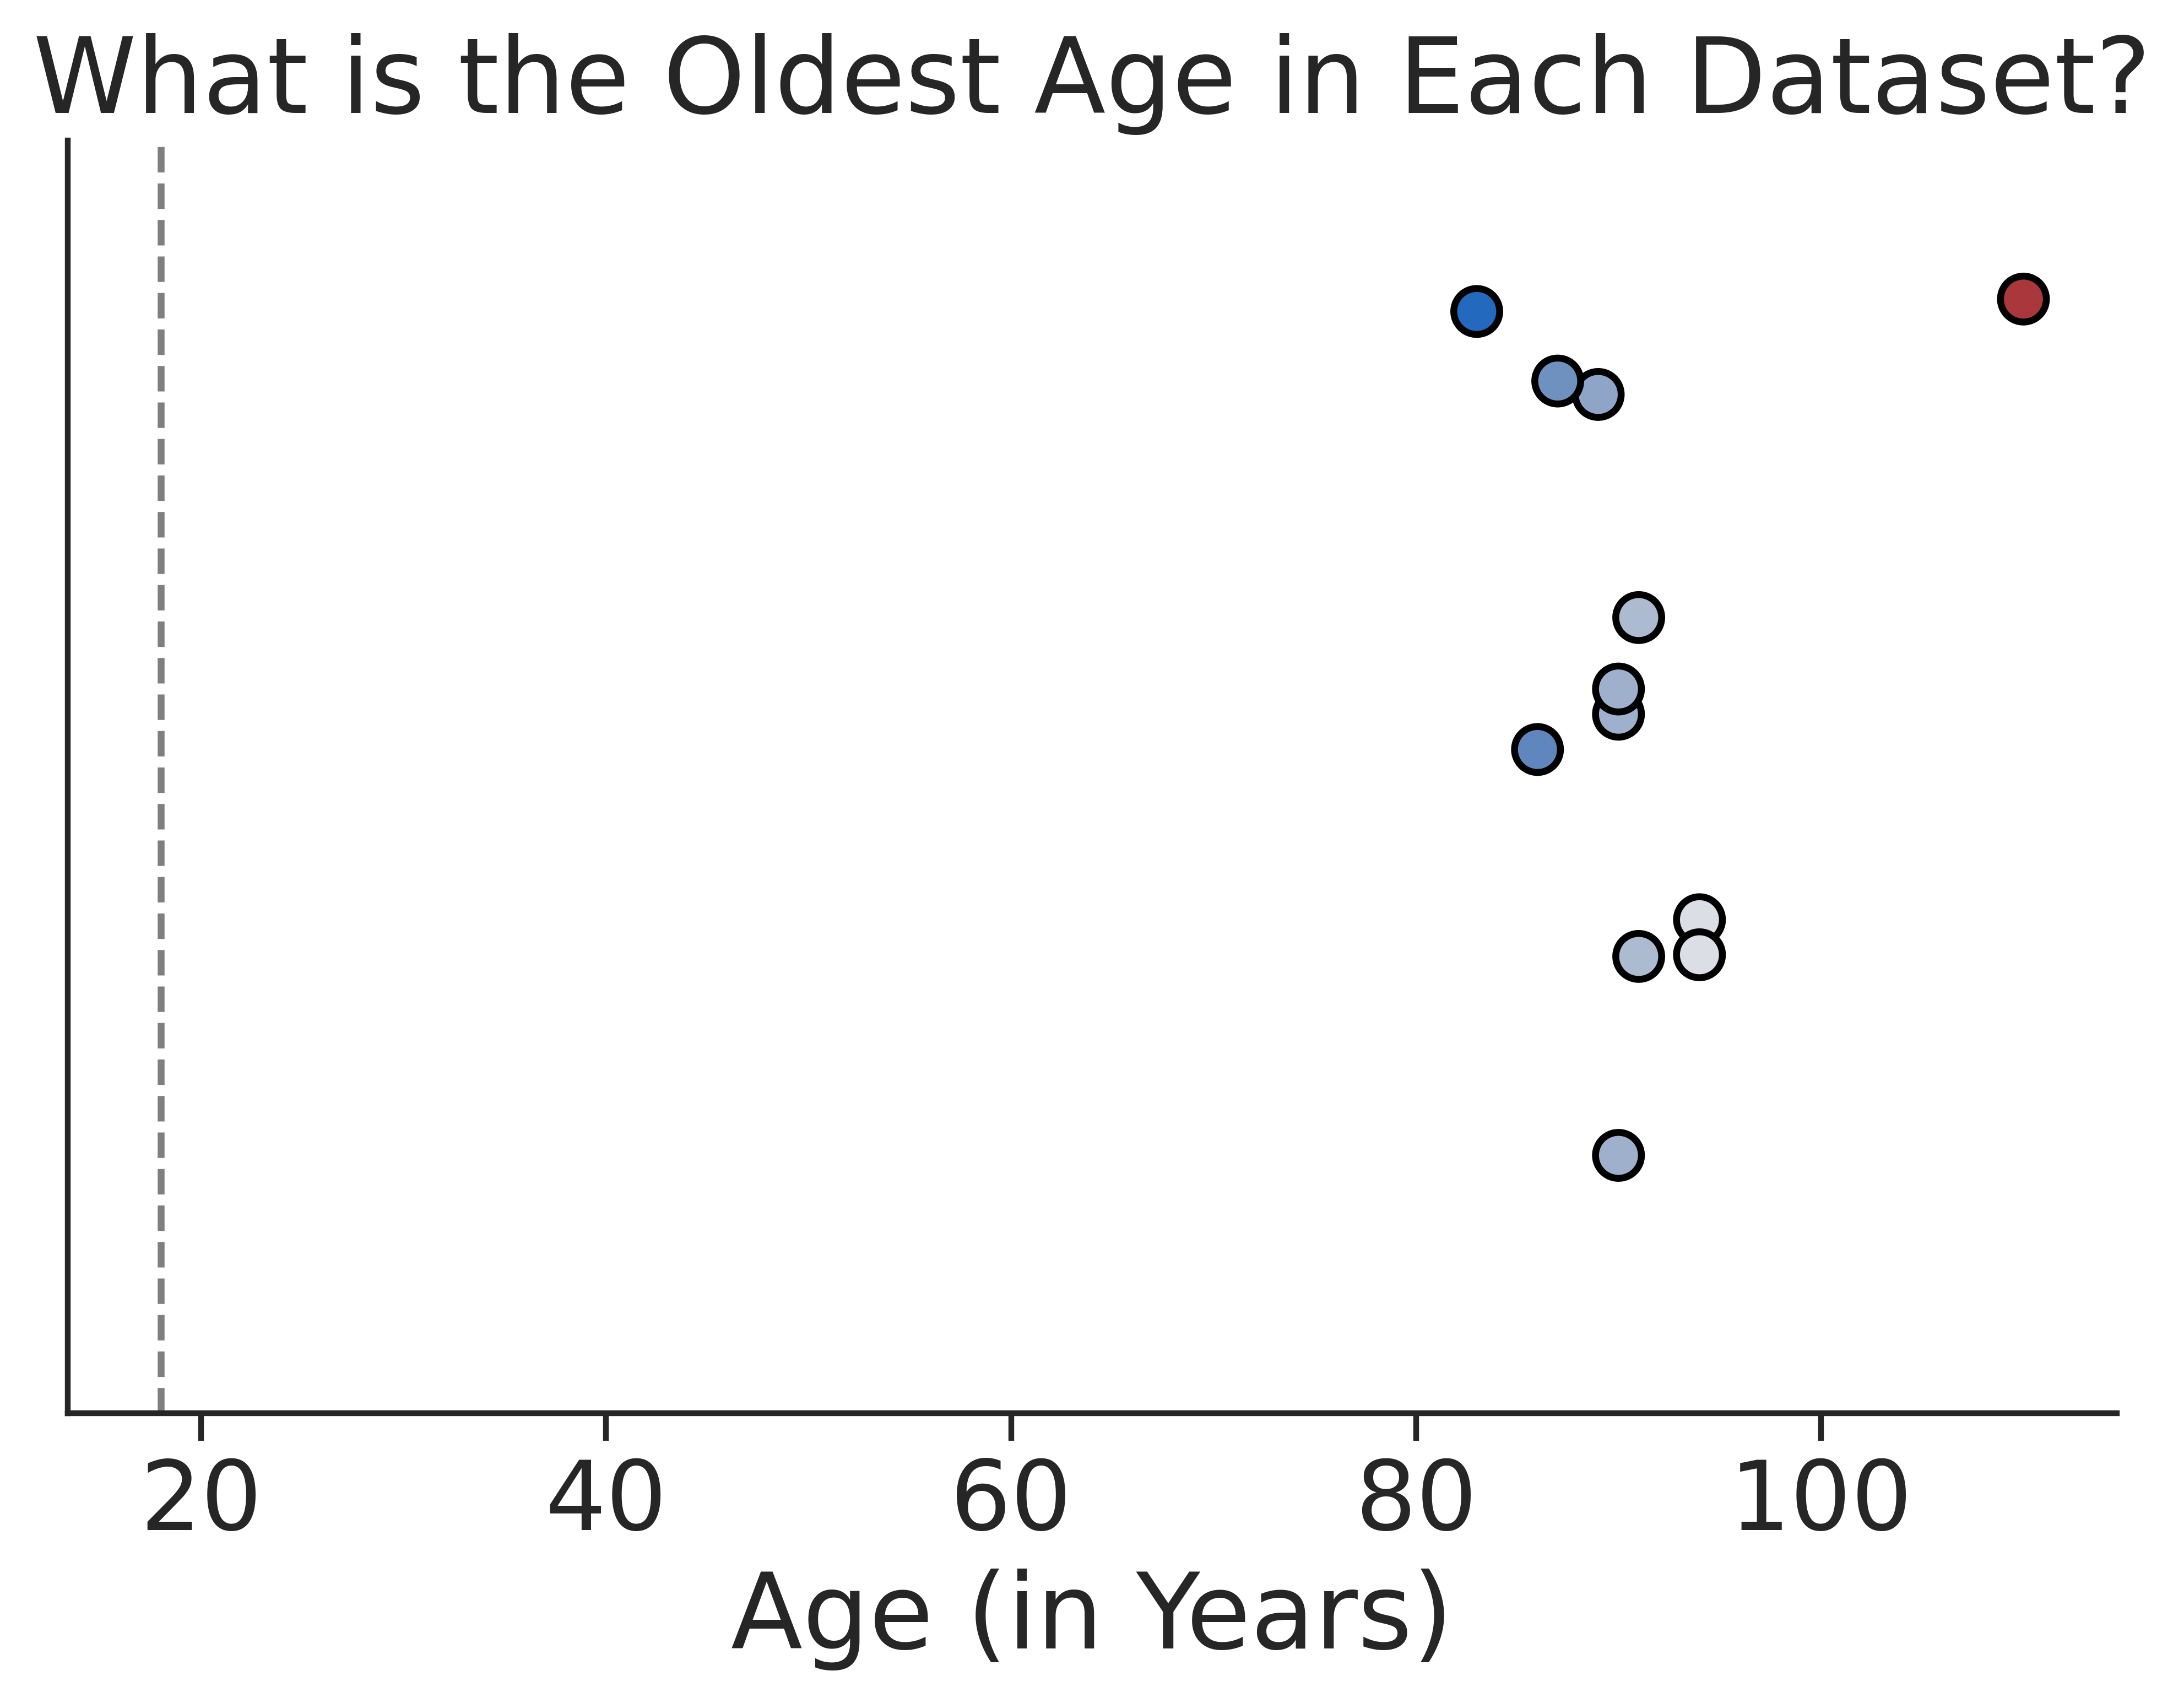 What is the Oldest Age in Each Dataset?
20 40 60 80 100
Age (in Years)